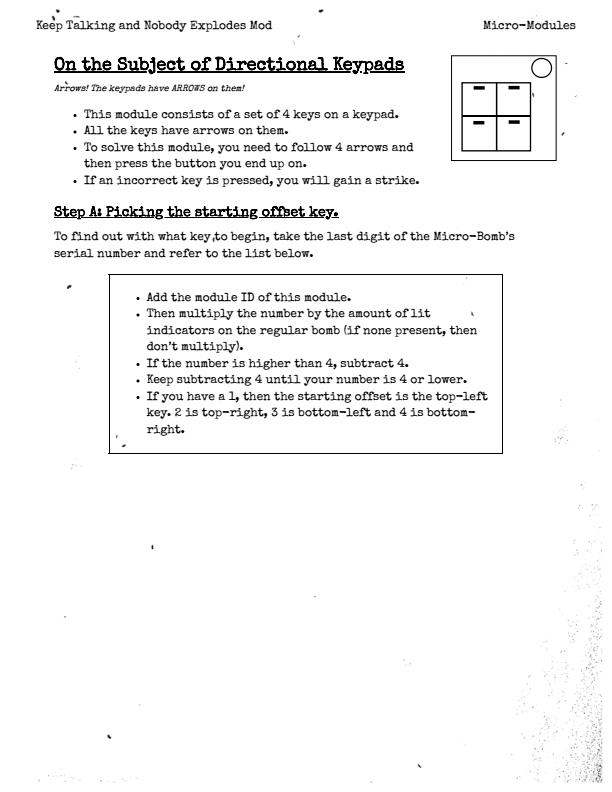 Keep Talking and Nobody Explodes Mod
Micro-Modules
On the Subject of Directional Keypads
Arrows! The keypads have ARROWS on them!
• This module consists of a set of 4 keys on a keypad.
• All the keys have arrows on them.
• To solve this module, you need to follow 4 arrows and
then press the button you end up on.
• If an incorrect key is pressed, you will gain a strike.
Step A: Picking the starting offset key.
To find out with what key to begin, take the last digit of the Micro-Bomb's
serial number and refer to the list below.
• Add the module ID of this module.
• Then multiply the number by the amount of lit
indicators on the regular bomb (if none present, then
don't multiply).
• If the number is higher than 4, subtract 4.
• Keep subtracting 4 until your number is 4 or lower.
• If you have a 1, then the starting offset is the top-left
key. 2 is top-right, 3 is bottom-left and 4 is bottom-
right.